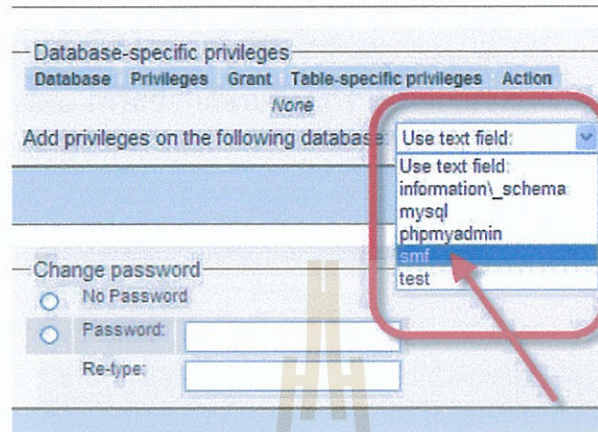 Database-specific privileges
Database Privileges Grant Table-specific privileges Action
None
Add privileges on the following database: Use text field:
Use text field:
information\_schema
mysql
phpmyadmin
smf
test
Change password
No Password
Password:
Re-type: